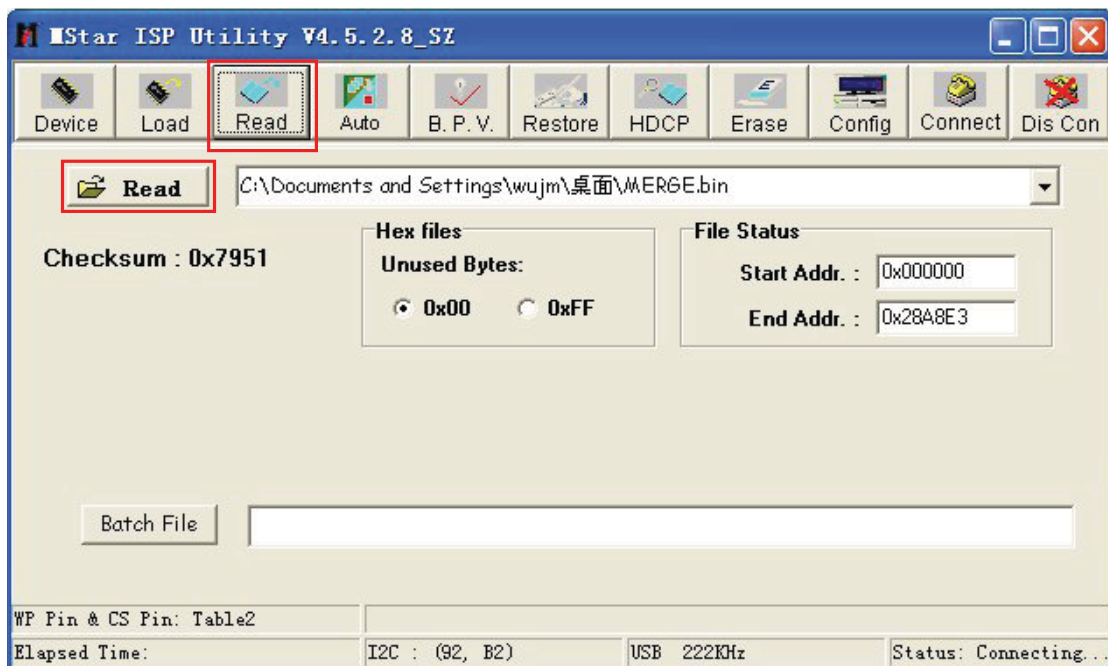 MStar ISP Utility V4.5.2.8_SZ
Device Load Read Auto B. P. V. Restore HDCP Erase Config Connect Dis Con
Read C:\Documents and Settings\wujm\桌面\MERGE.bin
Checksum : 0x7951
Hex files
Unused Bytes:
0x00 0xFF
File Status
Start Addr. : 0x000000
End Addr. : 0x28A8E3
Batch File
WP Pin & CS Pin: Table2
Elapsed Time: I2C : (92, B2) USB 222KHz Status: Connecting...